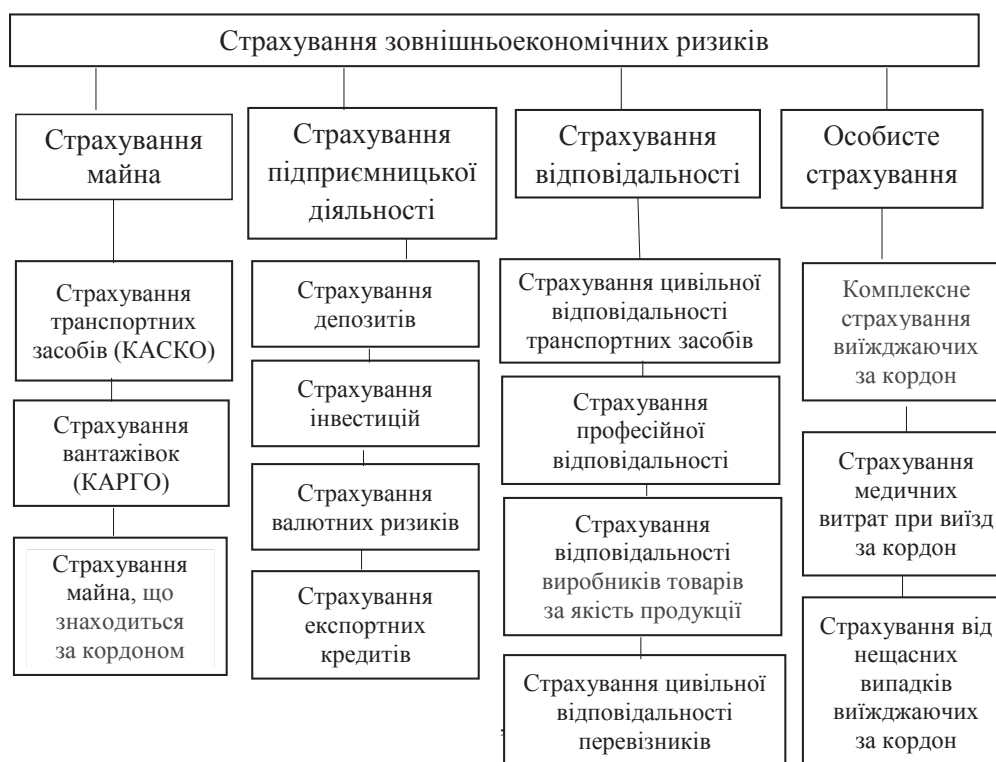 Страхування зовнішньоекономічних ризиків
Страхування
майна
Страхування
транспортних
засобів (КАСКО)
Страхування
вантажівок
(КАРГО)
Страхування
майна, що
знаходиться
за кордоном
Страхування
підприємницької
діяльності
Страхування
депозитів
Страхування
інвестицій
Страхування
валютних ризиків
Страхування
експортних
кредитів
Страхування
відповідальності
Страхування цивільної
відповідальності
транспортних засобів
Страхування
професійної
відповідальності
Страхування
відповідальності
виробників товарів
за якість продукції
Страхування цивільної
відповідальності
перевізників
Особисте
страхування
Комплексне
страхування
виїжджаючих
за кордон
Страхування
медичних
витрат при виїзд
за кордон
Страхування від
нещасних
випадків
виїжджаючих
за кордон